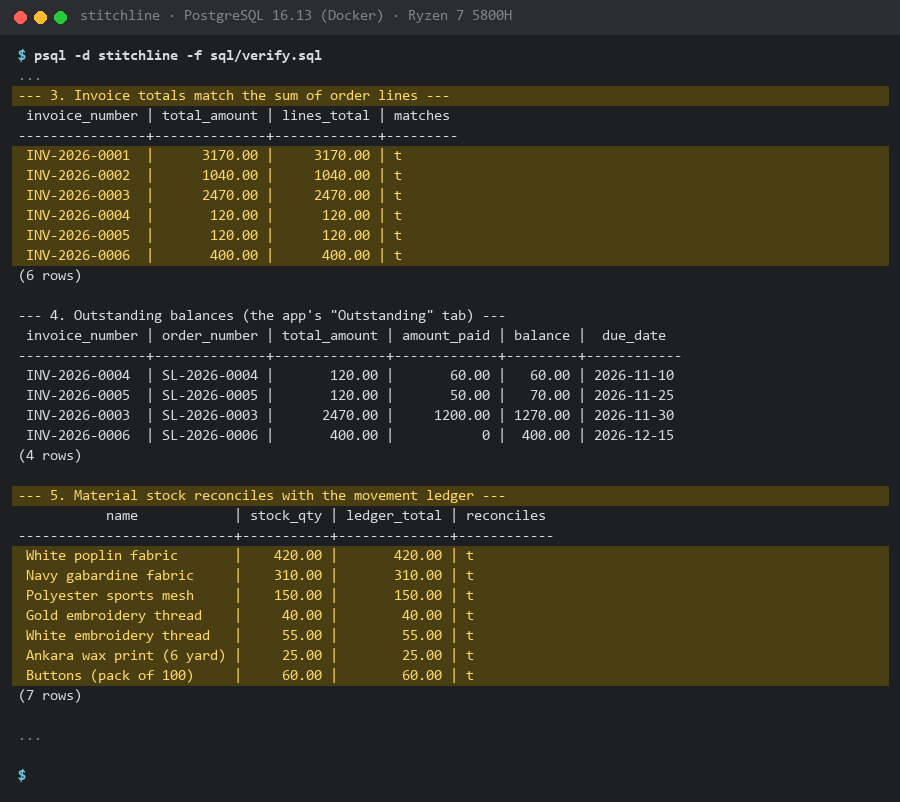 stitchline · PostgreSQL 16.13 (Docker) · Ryzen 7 5800H
$ psql -d stitchline -f sql/verify.sql
...
--- 3. Invoice totals match the sum of order lines ---
 invoice_number | total_amount | lines_total | matches
----------------+--------------+-------------+---------
 INV-2026-0001  |      3170.00 |     3170.00 | t
 INV-2026-0002  |      1040.00 |     1040.00 | t
 INV-2026-0003  |      2470.00 |     2470.00 | t
 INV-2026-0004  |       120.00 |      120.00 | t
 INV-2026-0005  |       120.00 |      120.00 | t
 INV-2026-0006  |       400.00 |      400.00 | t
(6 rows)
--- 4. Outstanding balances (the app's "Outstanding" tab) ---
 invoice_number | order_number | total_amount | amount_paid | balance |  due_date
----------------+--------------+--------------+-------------+---------+------------
 INV-2026-0004  | SL-2026-0004 |       120.00 |       60.00 |   60.00 | 2026-11-10
 INV-2026-0005  | SL-2026-0005 |       120.00 |       50.00 |   70.00 | 2026-11-25
 INV-2026-0003  | SL-2026-0003 |      2470.00 |     1200.00 | 1270.00 | 2026-11-30
 INV-2026-0006  | SL-2026-0006 |       400.00 |           0 |  400.00 | 2026-12-15
(4 rows)
--- 5. Material stock reconciles with the movement ledger ---
           name            | stock_qty | ledger_total | reconciles
---------------------------+-----------+--------------+------------
 White poplin fabric       |    420.00 |       420.00 | t
 Navy gabardine fabric     |    310.00 |       310.00 | t
 Polyester sports mesh     |    150.00 |       150.00 | t
 Gold embroidery thread    |     40.00 |        40.00 | t
 White embroidery thread   |     55.00 |        55.00 | t
 Ankara wax print (6 yard) |     25.00 |        25.00 | t
 Buttons (pack of 100)     |     60.00 |        60.00 | t
(7 rows)
...
$